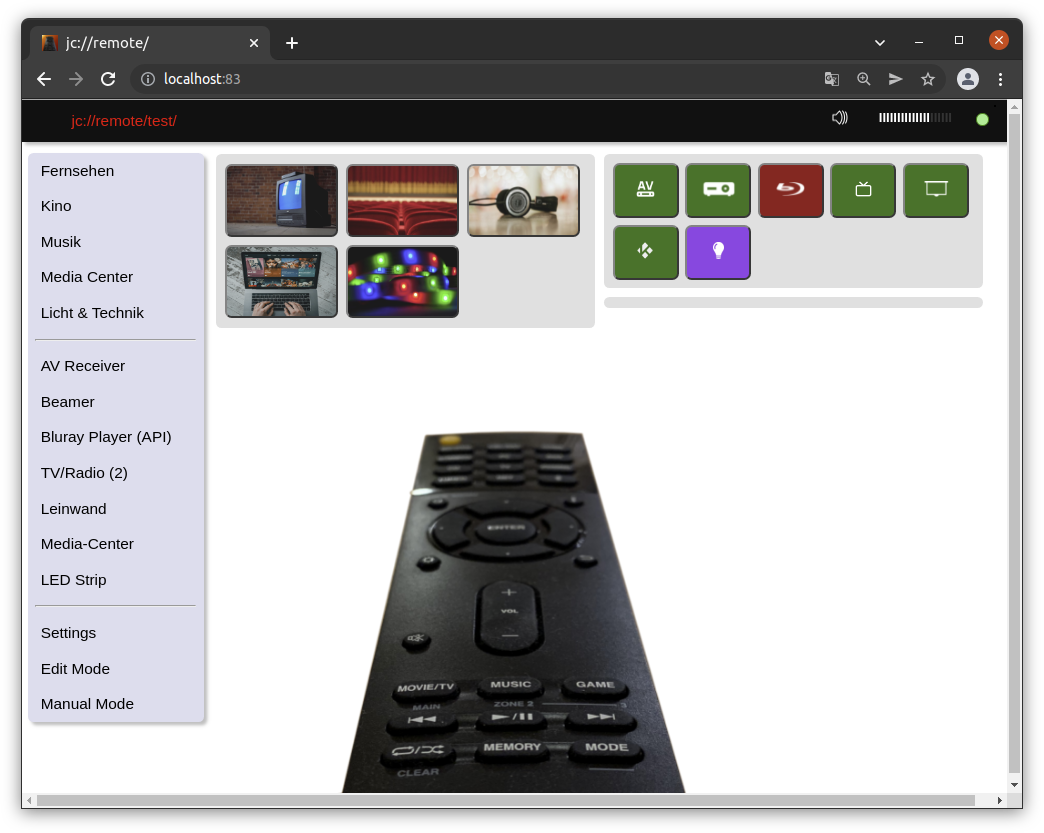 jc://remote/
localhost:83
jc://remote/test/
Fernsehen
Kino
Musik
Media Center
Licht & Technik
AV Receiver
Beamer
Bluray Player (API)
TV/Radio (2)
Leinwand
Media-Center
LED Strip
Settings
Edit Mode
Manual Mode
AV
ENTER
VOL
MOVIE/TV MUSIC GAME
MAIN ZONE 2 3
MEMORY MODE
CLEAR